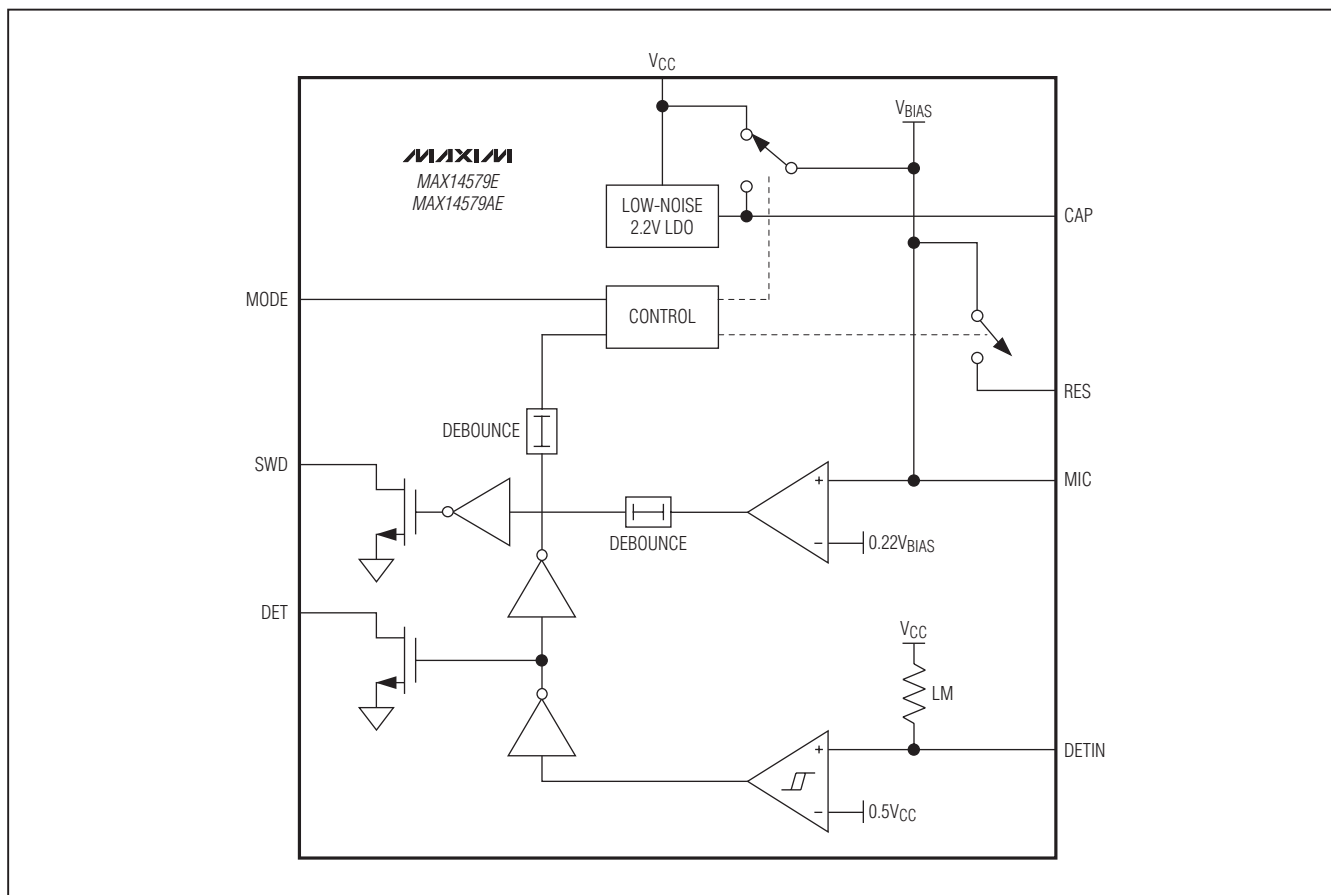 VCC
VBIAS
MAXIM
MAX14579E
MAX14579AE
LOW-NOISE
2.2V LDO
CAP
MODE
CONTROL
RES
DEBOUNCE
SWD
MIC
DEBOUNCE
+
-
0.22VBIAS
DET
VCC
LM
DETIN
+
-
0.5VCC